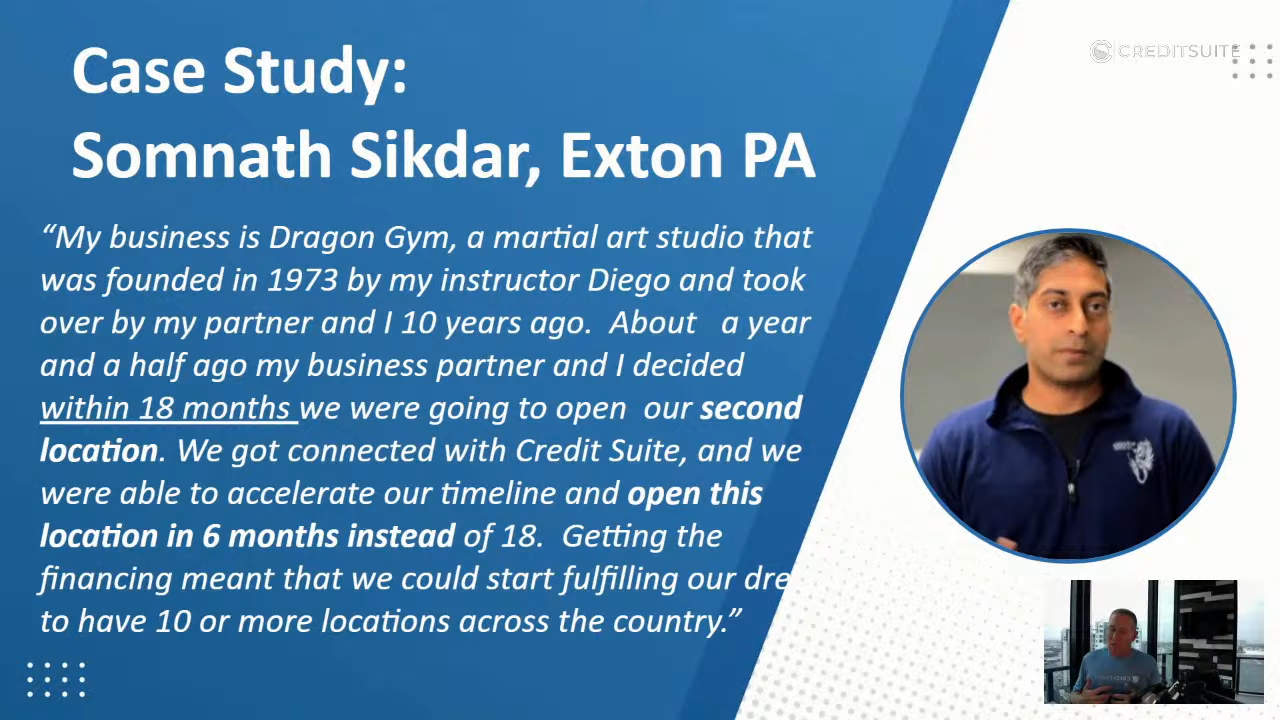 Case Study:
CREDITSUITE
Somnath Sikdar, Exton PA
“My business is Dragon Gym, a martial art studio that
was founded in 1973 by my instructor Diego and took
over by my partner and I 10 years ago. About a year
and a half ago my business partner and I decided
within 18 months we were going to open our second
location. We got connected with Credit Suite, and we
were able to accelerate our timeline and open this
location in 6 months instead of 18. Getting the
financing meant that we could start fulfilling our dre
to have 10 or more locations across the country.”